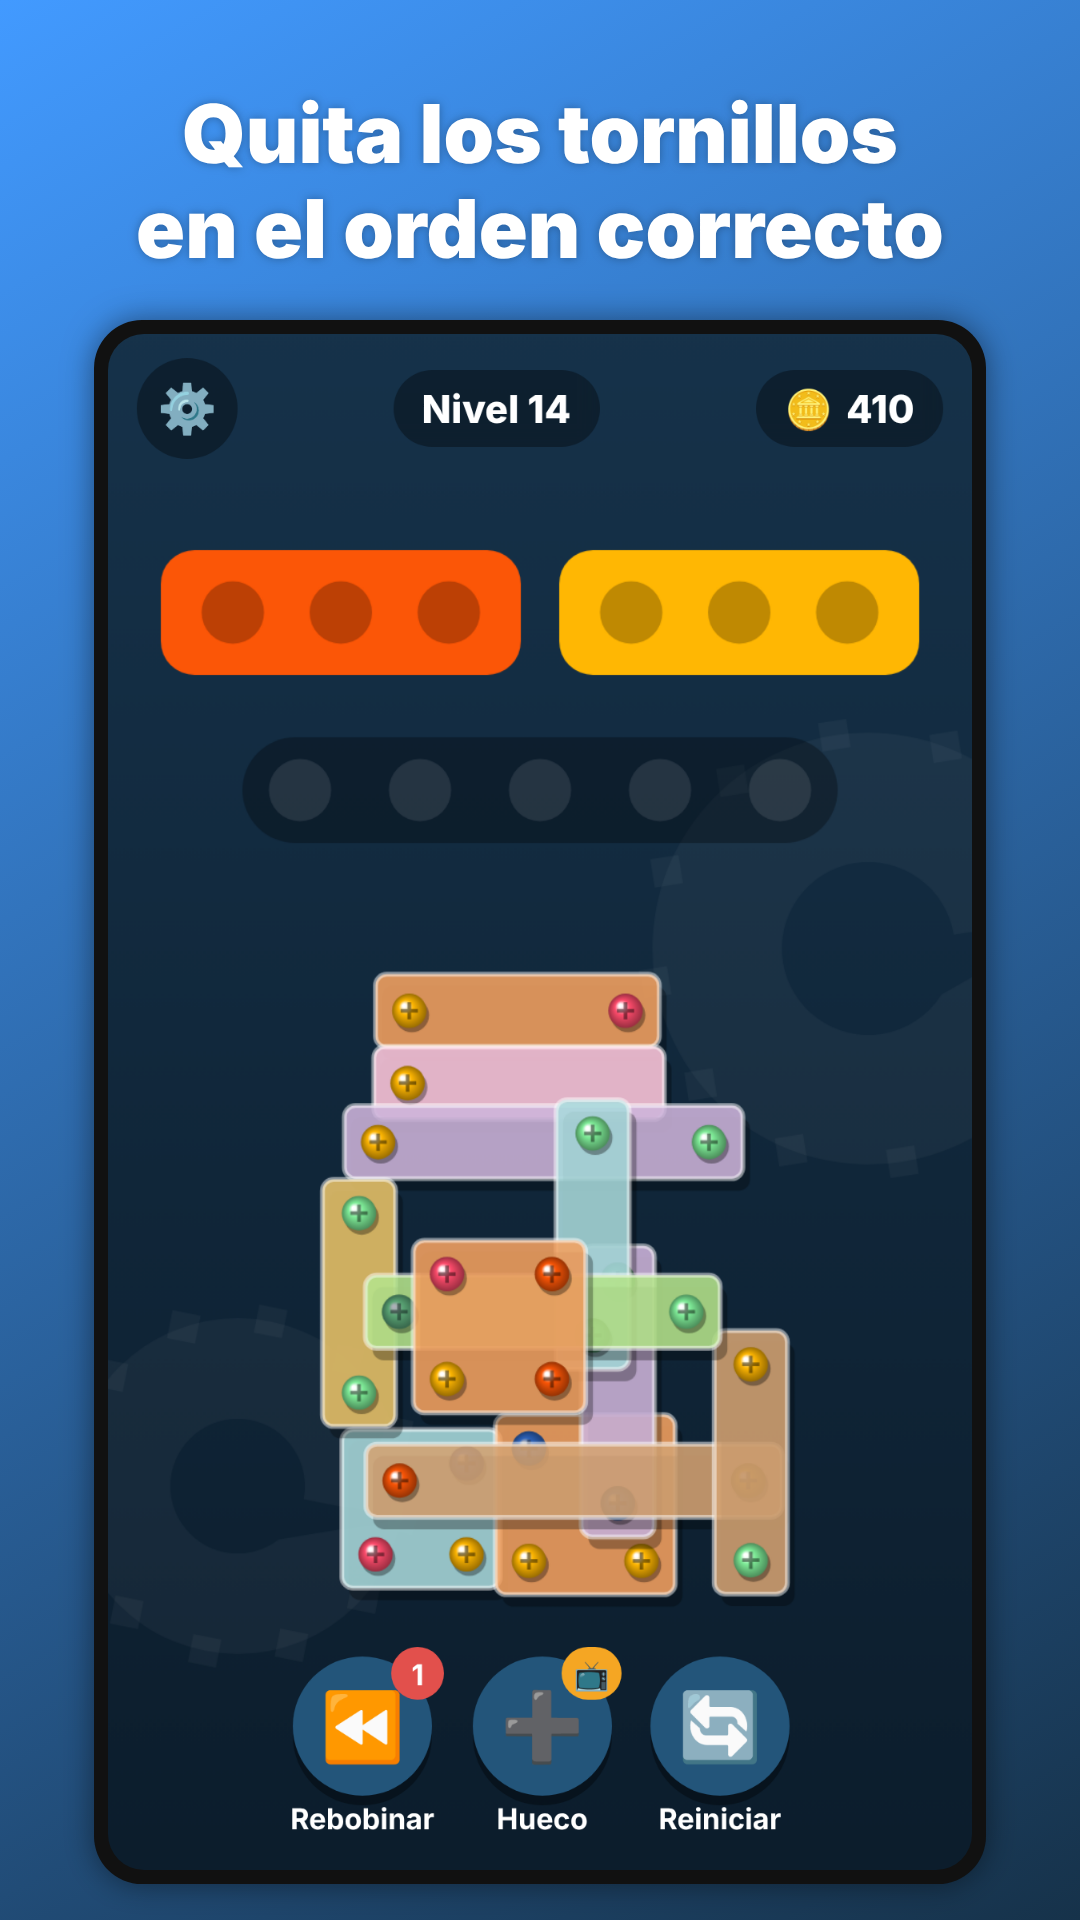 Quita los tornillos
en el orden correcto
Nivel 14
410
1
Rebobinar
Hueco
Reiniciar